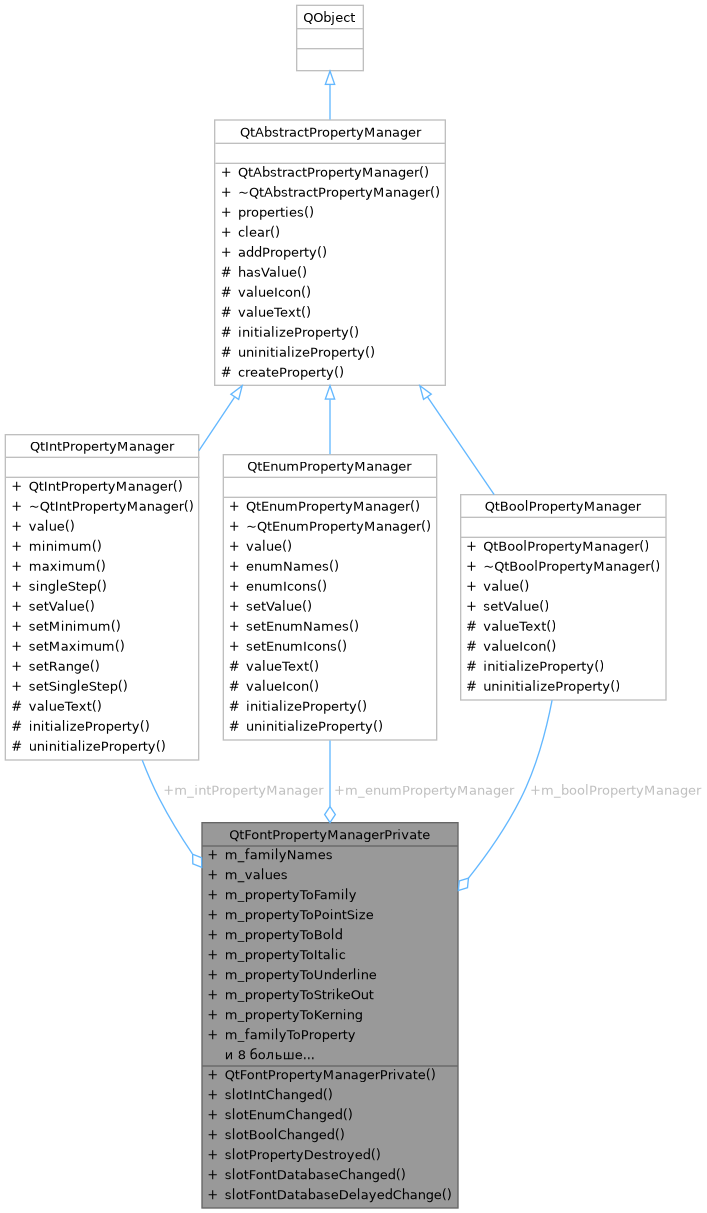 QObject
QtAbstractPropertyManager
+ QtAbstractPropertyManager()
+ ~QtAbstractPropertyManager()
+ properties()
+ clear()
+ addProperty()
# hasValue()
# valueIcon()
# valueText()
# initializeProperty()
# uninitializeProperty()
# createProperty()
QtIntPropertyManager
+ QtIntPropertyManager()
+ ~QtIntPropertyManager()
+ value()
+ minimum()
+ maximum()
+ singleStep()
+ setValue()
+ setMinimum()
+ setMaximum()
+ setRange()
+ setSingleStep()
# valueText()
# initializeProperty()
# uninitializeProperty()
QtEnumPropertyManager
+ QtEnumPropertyManager()
+ ~QtEnumPropertyManager()
+ value()
+ enumNames()
+ enumIcons()
+ setValue()
+ setEnumNames()
+ setEnumIcons()
# valueText()
# valueIcon()
# initializeProperty()
# uninitializeProperty()
QtBoolPropertyManager
+ QtBoolPropertyManager()
+ ~QtBoolPropertyManager()
+ value()
+ setValue()
# valueText()
# valueIcon()
# initializeProperty()
# uninitializeProperty()
+m_intPropertyManager
+m_enumPropertyManager
+m_boolPropertyManager
QtFontPropertyManagerPrivate
+ m_familyNames
+ m_values
+ m_propertyToFamily
+ m_propertyToPointSize
+ m_propertyToBold
+ m_propertyToItalic
+ m_propertyToUnderline
+ m_propertyToStrikeOut
+ m_propertyToKerning
+ m_familyToProperty
и 8 больше...
+ QtFontPropertyManagerPrivate()
+ slotIntChanged()
+ slotEnumChanged()
+ slotBoolChanged()
+ slotPropertyDestroyed()
+ slotFontDatabaseChanged()
+ slotFontDatabaseDelayedChange()